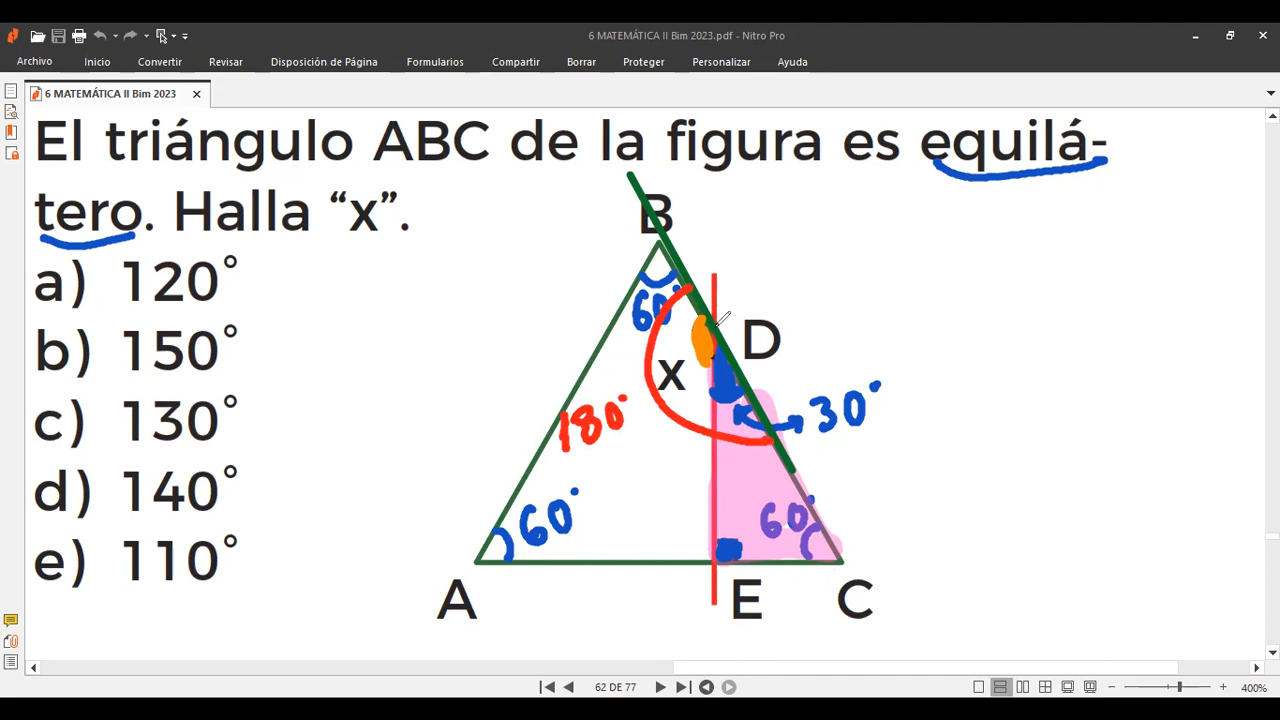 6 MATEMÁTICA II Bim 2023.pdf - Nitro Pro
Archivo Inicio Convertir Revisar Disposición de Página Formularios Compartir Borrar Proteger Personalizar Ayuda
6 MATEMÁTICA II Bim 2023
El triángulo ABC de la figura es equilá-
tero. Halla “x”.
a) 120°
b) 150°
c) 130°
d) 140°
e) 110°
B
60°
D
x
30°
180°
60°
60°
A
E
C
62 DE 77
400%